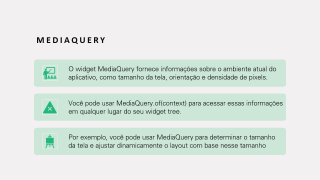 MEDIAQUERY
O widget MediaQuery fornece informações sobre o ambiente atual do
aplicativo, como tamanho da tela, orientação e densidade de pixels.
Você pode usar MediaQuery.of(context) para acessar essas informações
em qualquer lugar do seu widget tree.
Por exemplo, você pode usar MediaQuery para determinar o tamanho
da tela e ajustar dinamicamente o layout com base nesse tamanho